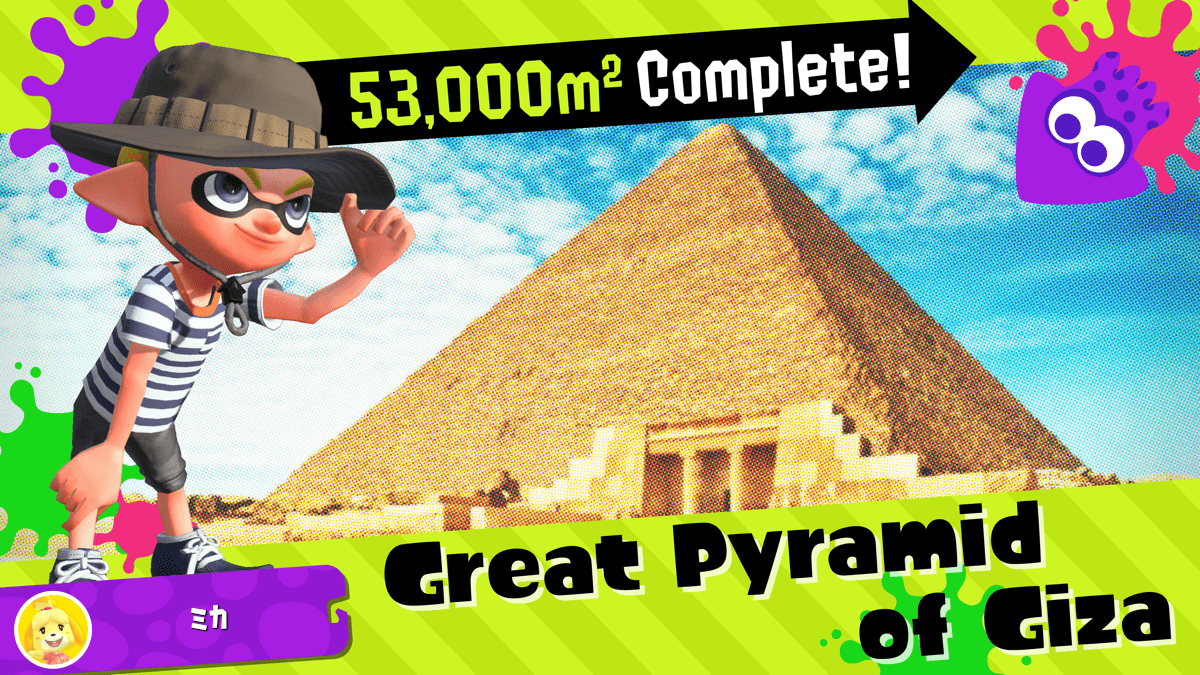 53,000m² Complete!
Great Pyramid
of Giza
ミカ